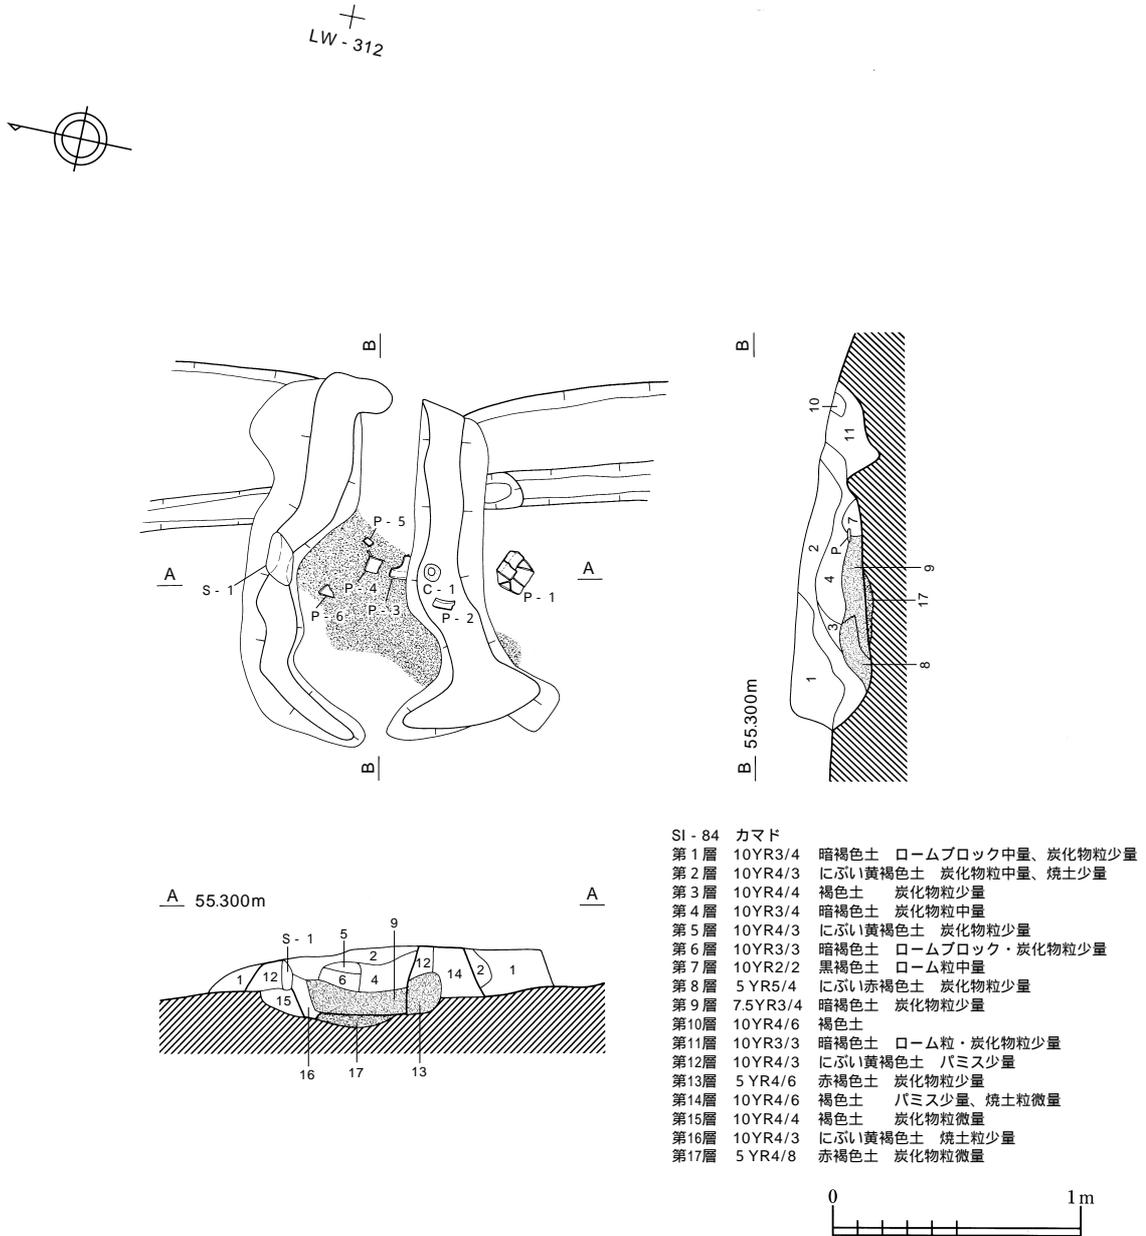 LW - 312
B
B
P - 5
A
A
S - 1
P - 4
C - 1
P - 1
P - 6
P - 3
P - 2
B
10
11
7
P
2
9
4
17
3
8
1
B 55.300m
A 55.300m
A
9
S - 1
5
2
12
1
12
6
4
14
2
1
15
16
17
13
SI - 84 カマド
第1層 10YR3/4 暗褐色土 ロームブロック中量、炭化物粒少量
第2層 10YR4/3 にぶい黄褐色土 炭化物粒中量、焼土少量
第3層 10YR4/4 褐色土 炭化物粒少量
第4層 10YR3/4 暗褐色土 炭化物粒中量
第5層 10YR4/3 にぶい黄褐色土 炭化物粒少量
第6層 10YR3/3 暗褐色土 ロームブロック・炭化物粒少量
第7層 10YR2/2 黒褐色土 ローム粒中量
第8層 5YR5/4 にぶい赤褐色土 炭化物粒少量
第9層 7.5YR3/4 暗褐色土 炭化物粒少量
第10層 10YR4/6 褐色土
第11層 10YR3/3 暗褐色土 ローム粒・炭化物粒少量
第12層 10YR4/3 にぶい黄褐色土 パミス少量
第13層 5YR4/6 赤褐色土 炭化物粒少量
第14層 10YR4/6 褐色土 パミス少量、焼土粒微量
第15層 10YR4/4 褐色土 炭化物粒微量
第16層 10YR4/3 にぶい黄褐色土 焼土粒少量
第17層 5YR4/8 赤褐色土 炭化物粒微量
0 1m